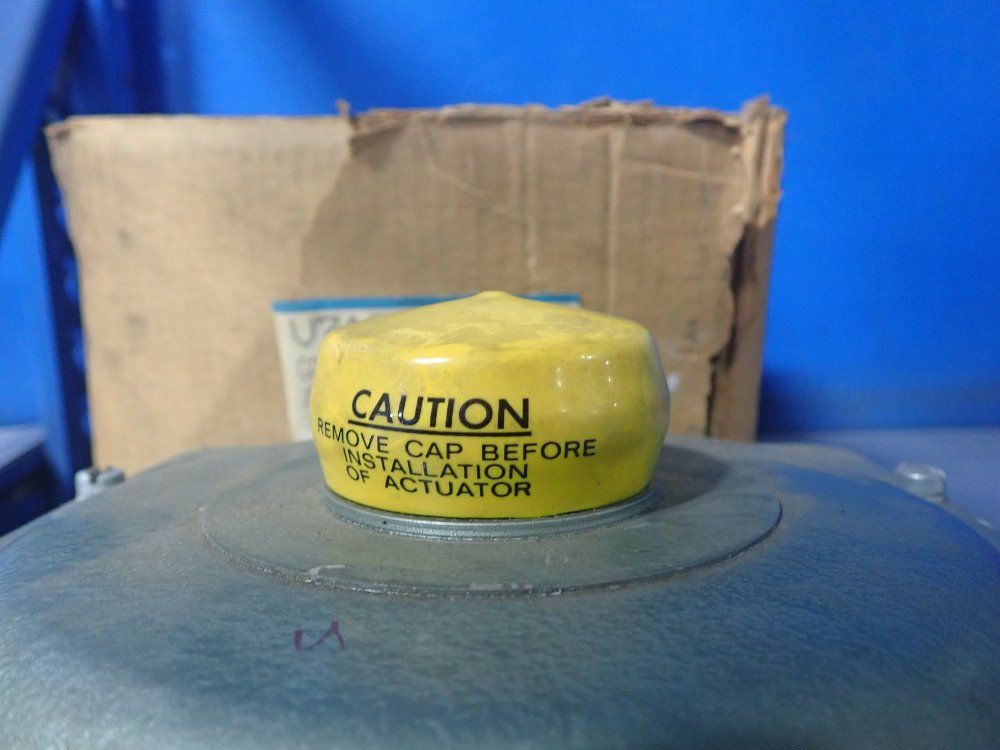 CAUTION
REMOVE CAP BEFORE
INSTALLATION
OF ACTUATOR